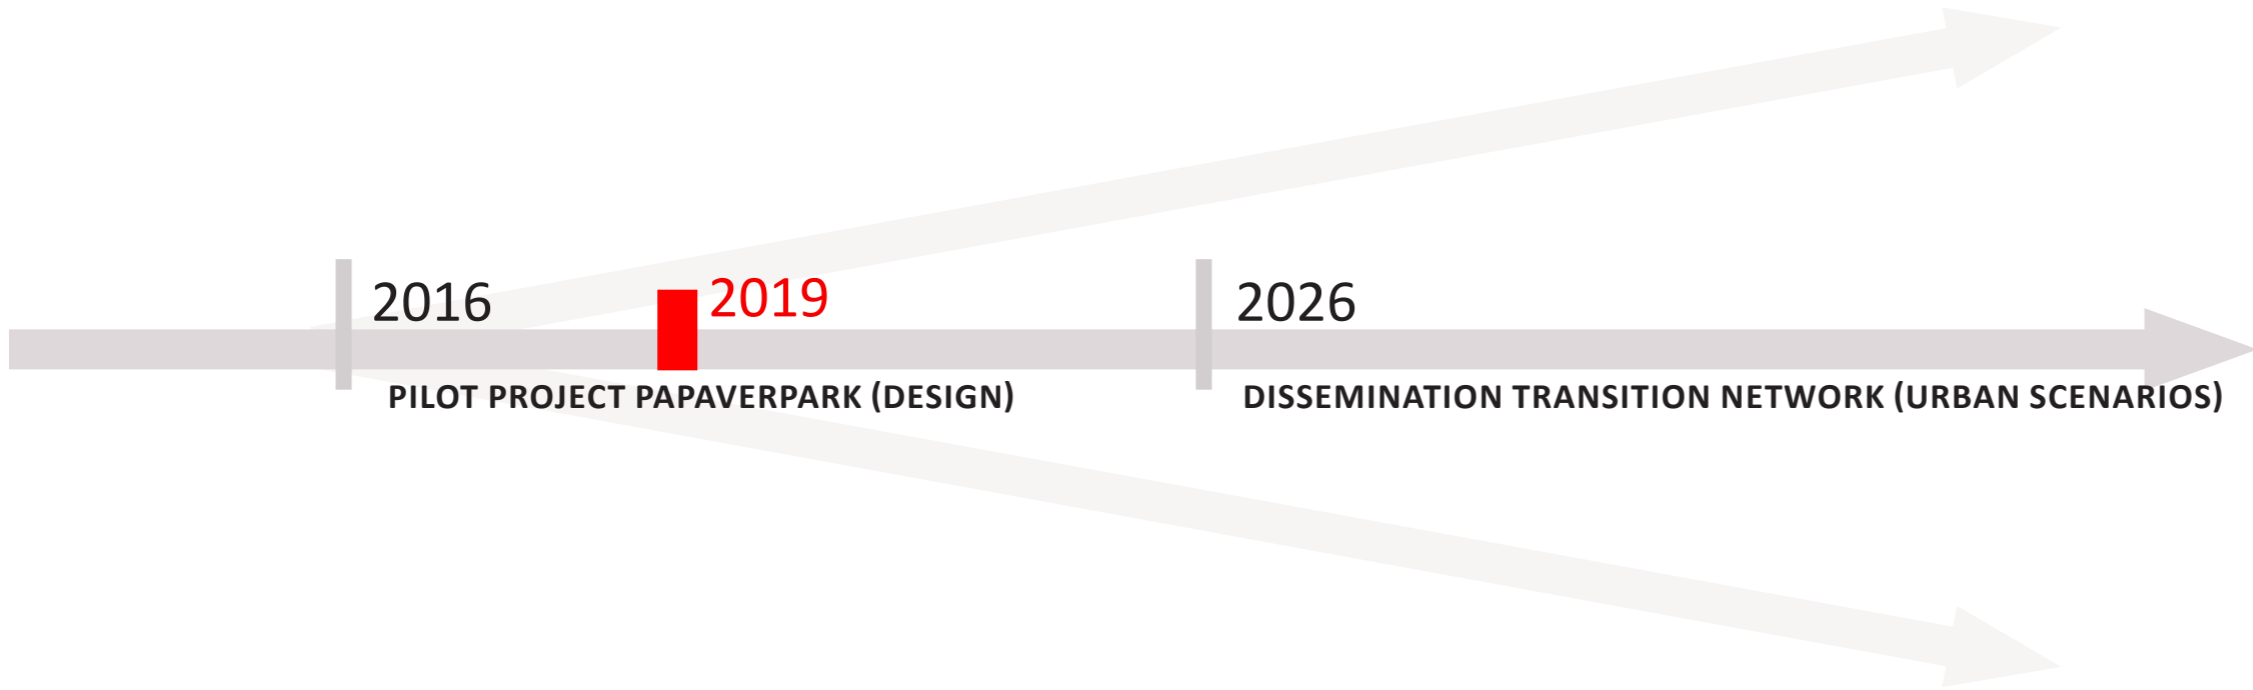 2016
2019
2026
PILOT PROJECT PAPAVERPARK (DESIGN)
DISSEMINATION TRANSITION NETWORK (URBAN SCENARIOS)